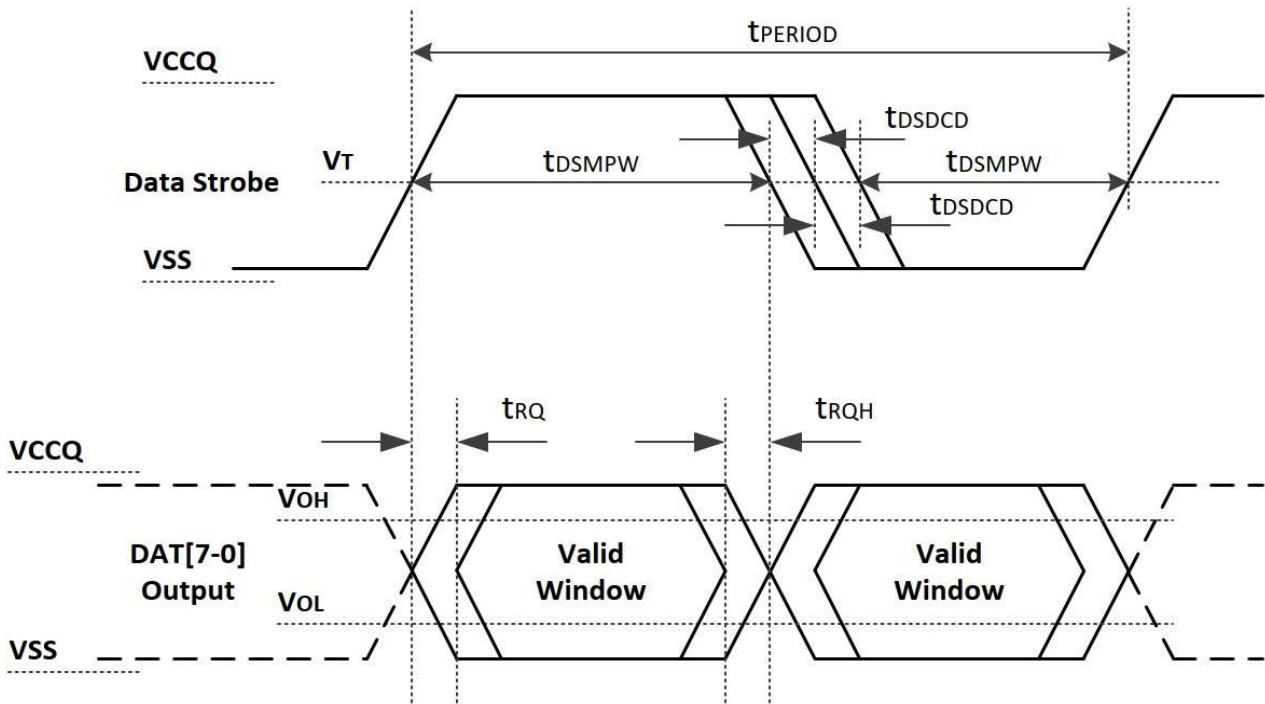 tPERIOD
VCCQ
tDSDCD
VT
tDSMPW
tDSMPW
Data Strobe
tDSDCD
VSS
tRQ
tRQH
VCCQ
VOH
DAT[7-0]
Output
Valid
Window
Valid
Window
VOL
VSS